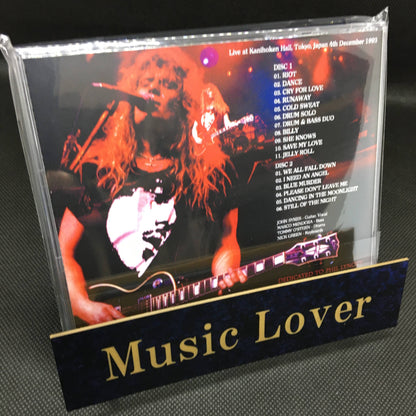 Live at Kanihoken Hall, Tokyo, Japan 4th December 1993
DISC 1
01. RIOT
02. DANCE
03. CRY FOR LOVE
04. RUNAWAY
05. COLD SWEAT
06. DRUM SOLO
07. DRUM & BASS DUO
08. BILLY
09. SHE KNOWS
10. SAVE MY LOVE
11. JELLY ROLL
DISC 2
01. WE ALL FALL DOWN
02. I NEED AN ANGEL
03. BLUE MURDER
04. PLEASE DON'T LEAVE ME
05. DANCING IN THE MOONLIGHT
06. STILL OF THE NIGHT
JOHN SYKES - Guitar, Vocal
MARCO MENDOZA - Bass
TOMMY O'STEEN - Drums
NICK GREEN - Keyboards
DEDICATED TO PHIL
Music Lover